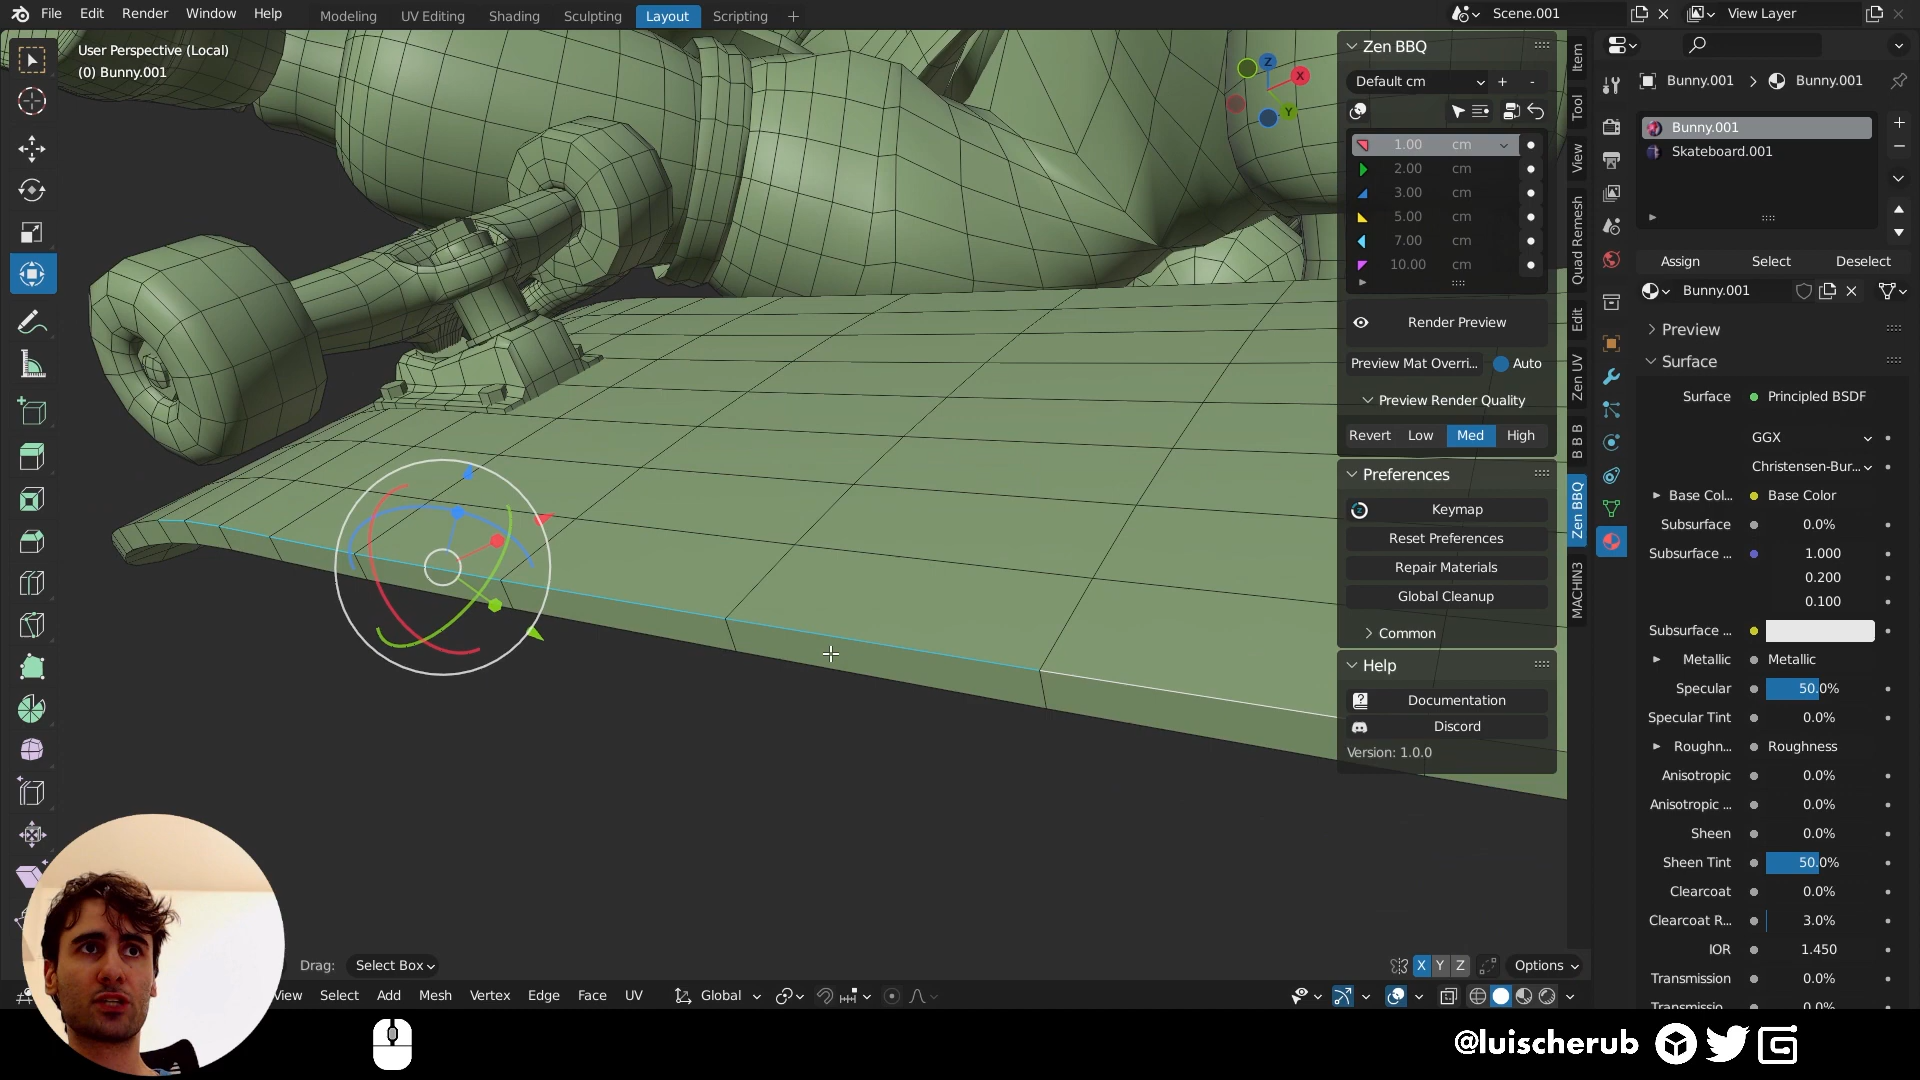 File Edit Render Window Help
Modeling UV Editing Shading Sculpting Layout Scripting +
Scene.001
View Layer
User Perspective (Local)
(0) Bunny.001
Zen BBQ
Default cm + -
1.00 cm
2.00 cm
3.00 cm
5.00 cm
7.00 cm
10.00 cm
Render Preview
Preview Mat Overri... Auto
Preview Render Quality
Revert Low Med High
Preferences
Keymap
Reset Preferences
Repair Materials
Global Cleanup
Common
Help
Documentation
Discord
Version: 1.0.0
Z
X
Y
Item
Tool
View
Quad Remesh
Edit
Zen UV
B B B
Zen BBQ
MACHIN3
Bunny.001 > Bunny.001
Bunny.001
Skateboard.001
Assign Select Deselect
Bunny.001
Preview
Surface
Surface Principled BSDF
GGX
Christensen-Bur...
Base Col... Base Color
Subsurface 0.0%
Subsurface ... 1.000
0.200
0.100
Subsurface ...
Metallic Metallic
Specular 50.0%
Specular Tint 0.0%
Roughn... Roughness
Anisotropic 0.0%
Anisotropic ... 0.0%
Sheen 0.0%
Sheen Tint 50.0%
Clearcoat 0.0%
Clearcoat R... 3.0%
IOR 1.450
Transmission 0.0%
Transmissio... 0.0%
Drag: Select Box
X Y Z Options
View Select Add Mesh Vertex Edge Face UV Global
@luischerub